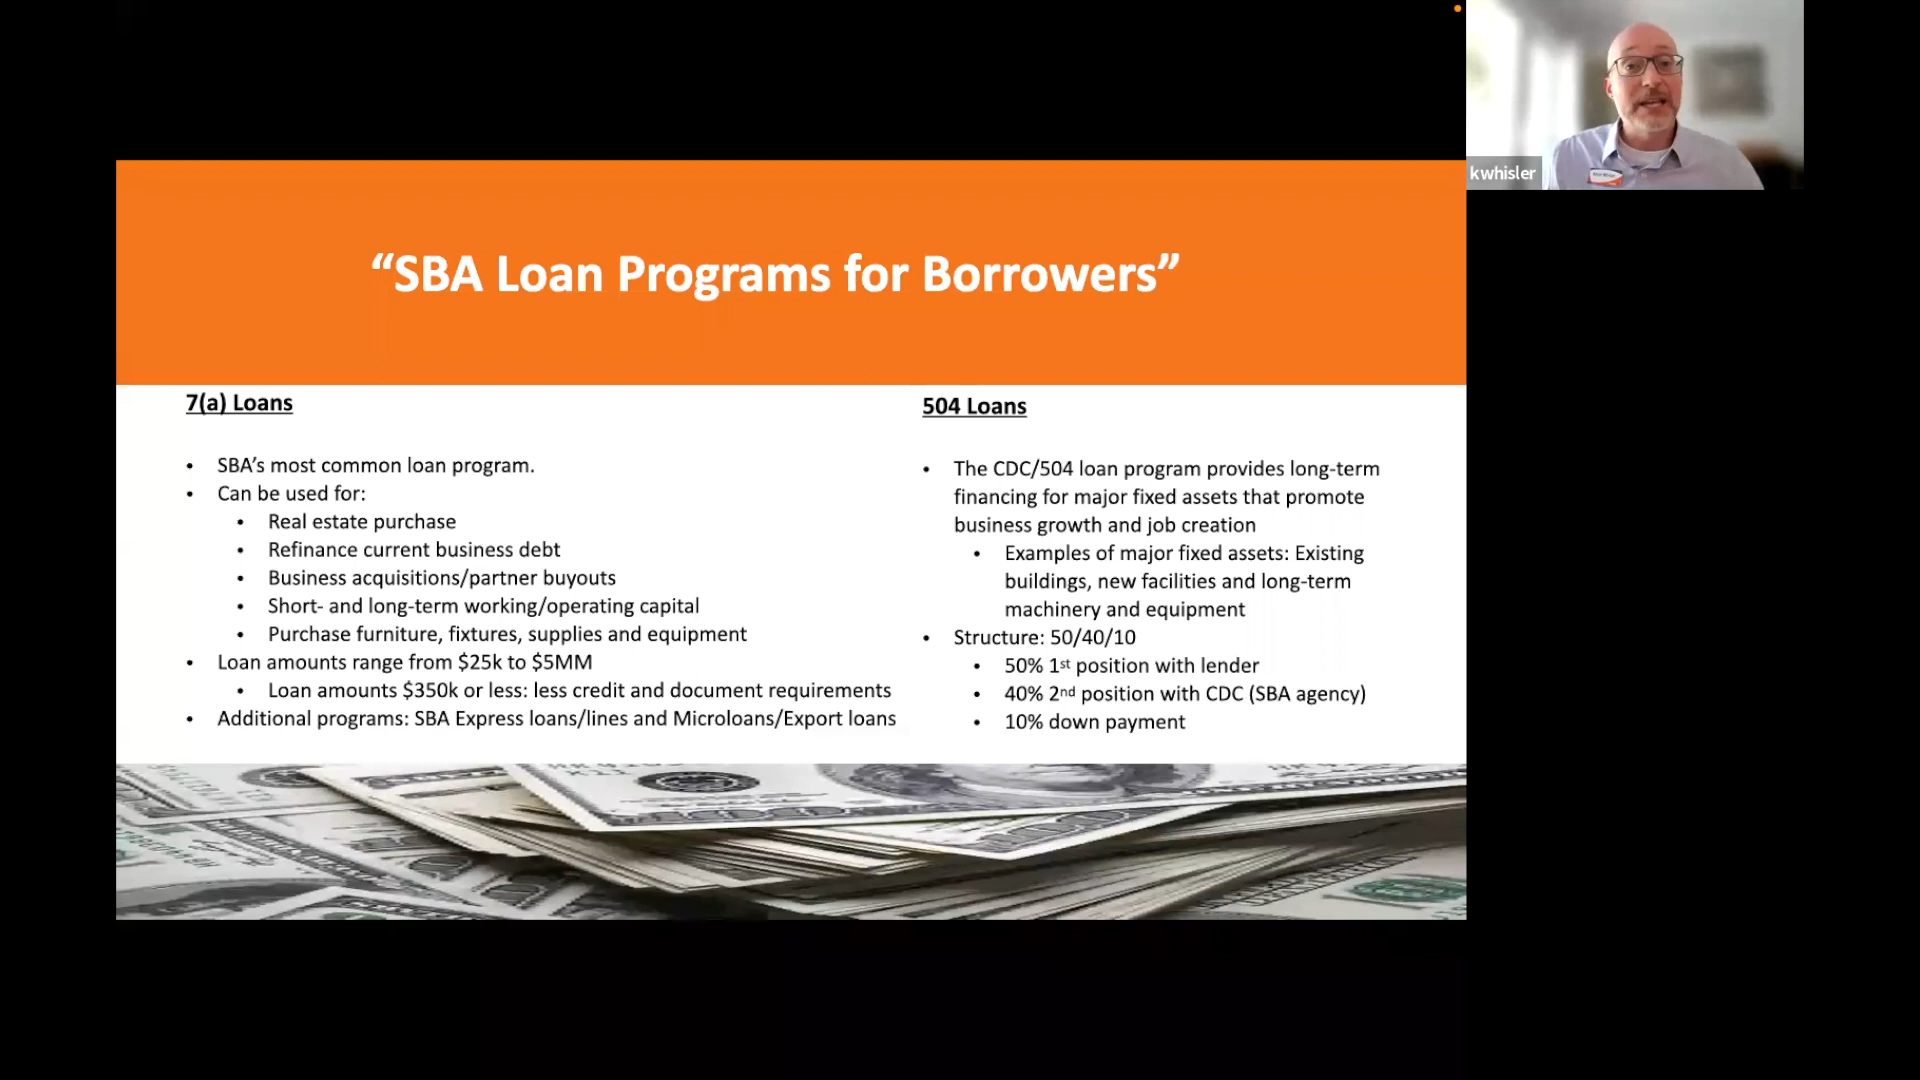 kwhisler
“SBA Loan Programs for Borrowers”
7(a) Loans
• SBA’s most common loan program.
• Can be used for:
• Real estate purchase
• Refinance current business debt
• Business acquisitions/partner buyouts
• Short- and long-term working/operating capital
• Purchase furniture, fixtures, supplies and equipment
• Loan amounts range from $25k to $5MM
• Loan amounts $350k or less: less credit and document requirements
• Additional programs: SBA Express loans/lines and Microloans/Export loans
504 Loans
• The CDC/504 loan program provides long-term
financing for major fixed assets that promote
business growth and job creation
• Examples of major fixed assets: Existing
buildings, new facilities and long-term
machinery and equipment
• Structure: 50/40/10
• 50% 1st position with lender
• 40% 2nd position with CDC (SBA agency)
• 10% down payment